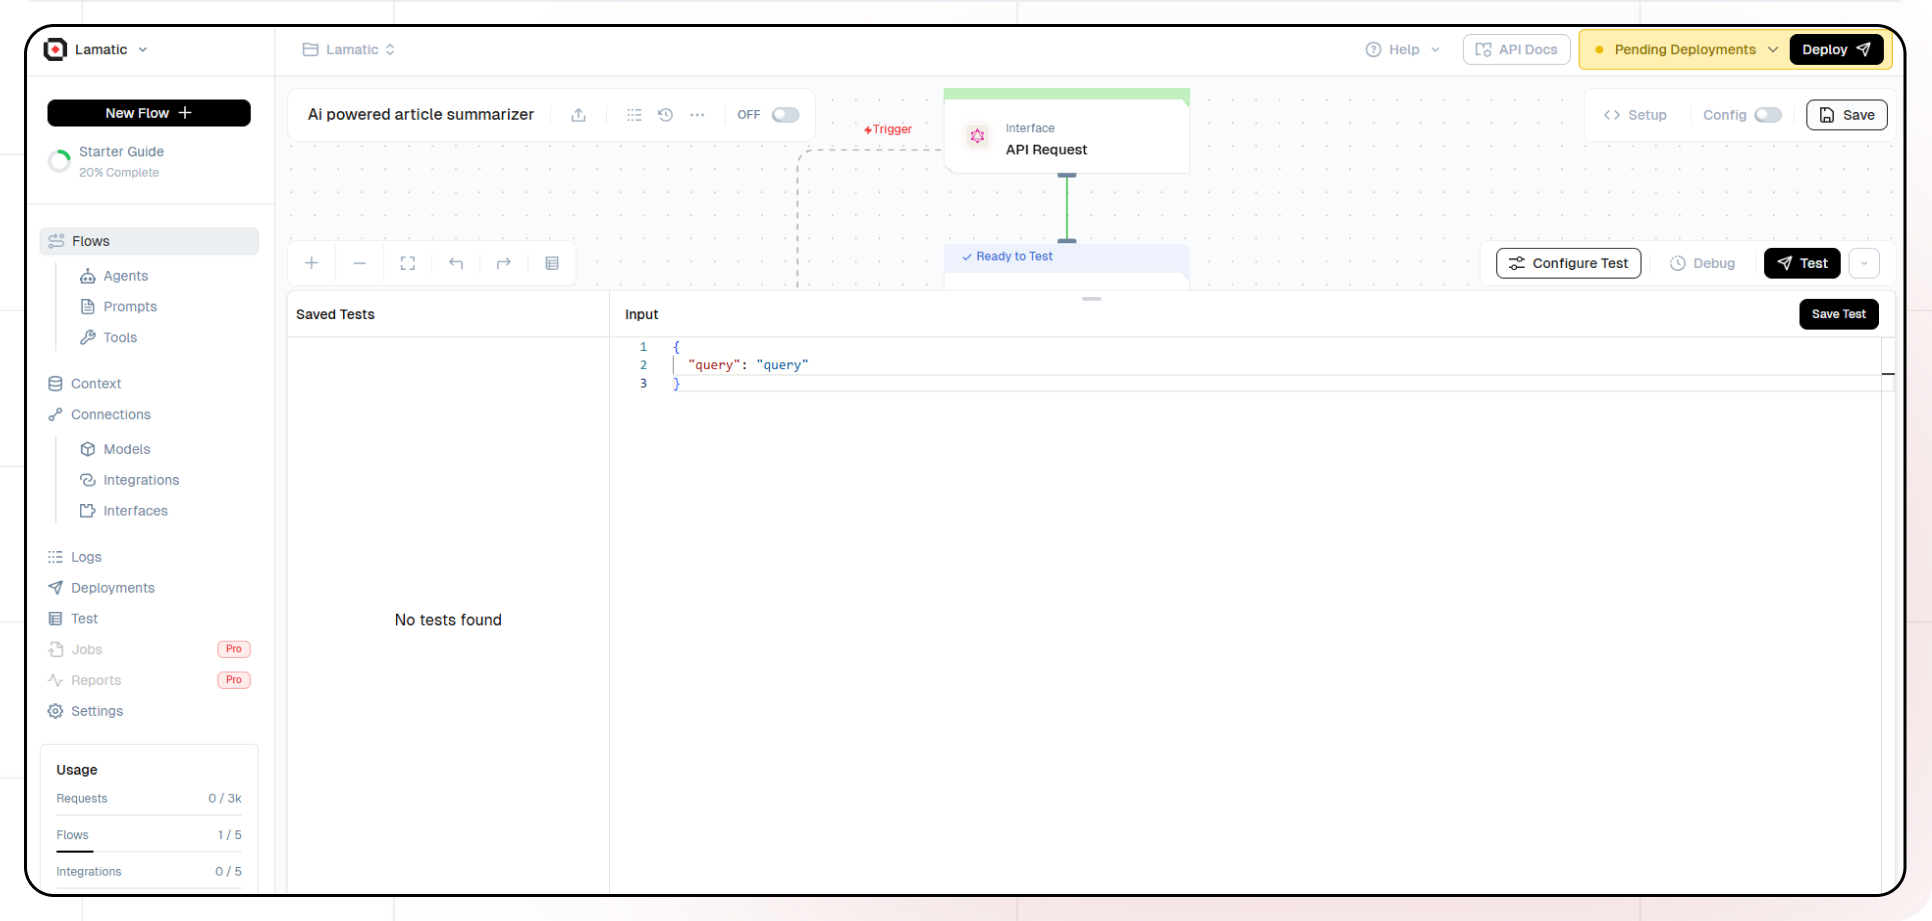 Lamatic
Lamatic
Help
API Docs
Pending Deployments
Deploy
New Flow
Starter Guide
20% Complete
Flows
Agents
Prompts
Tools
Context
Connections
Models
Integrations
Interfaces
Logs
Deployments
Test
Jobs Pro
Reports Pro
Settings
Usage
Requests 0 / 3k
Flows 1 / 5
Integrations 0 / 5
Ai powered article summarizer
OFF
Trigger
Interface
API Request
Setup
Config
Save
Ready to Test
Configure Test
Debug
Test
Saved Tests
No tests found
Input
Save Test
1 {
2 "query": "query"
3 }